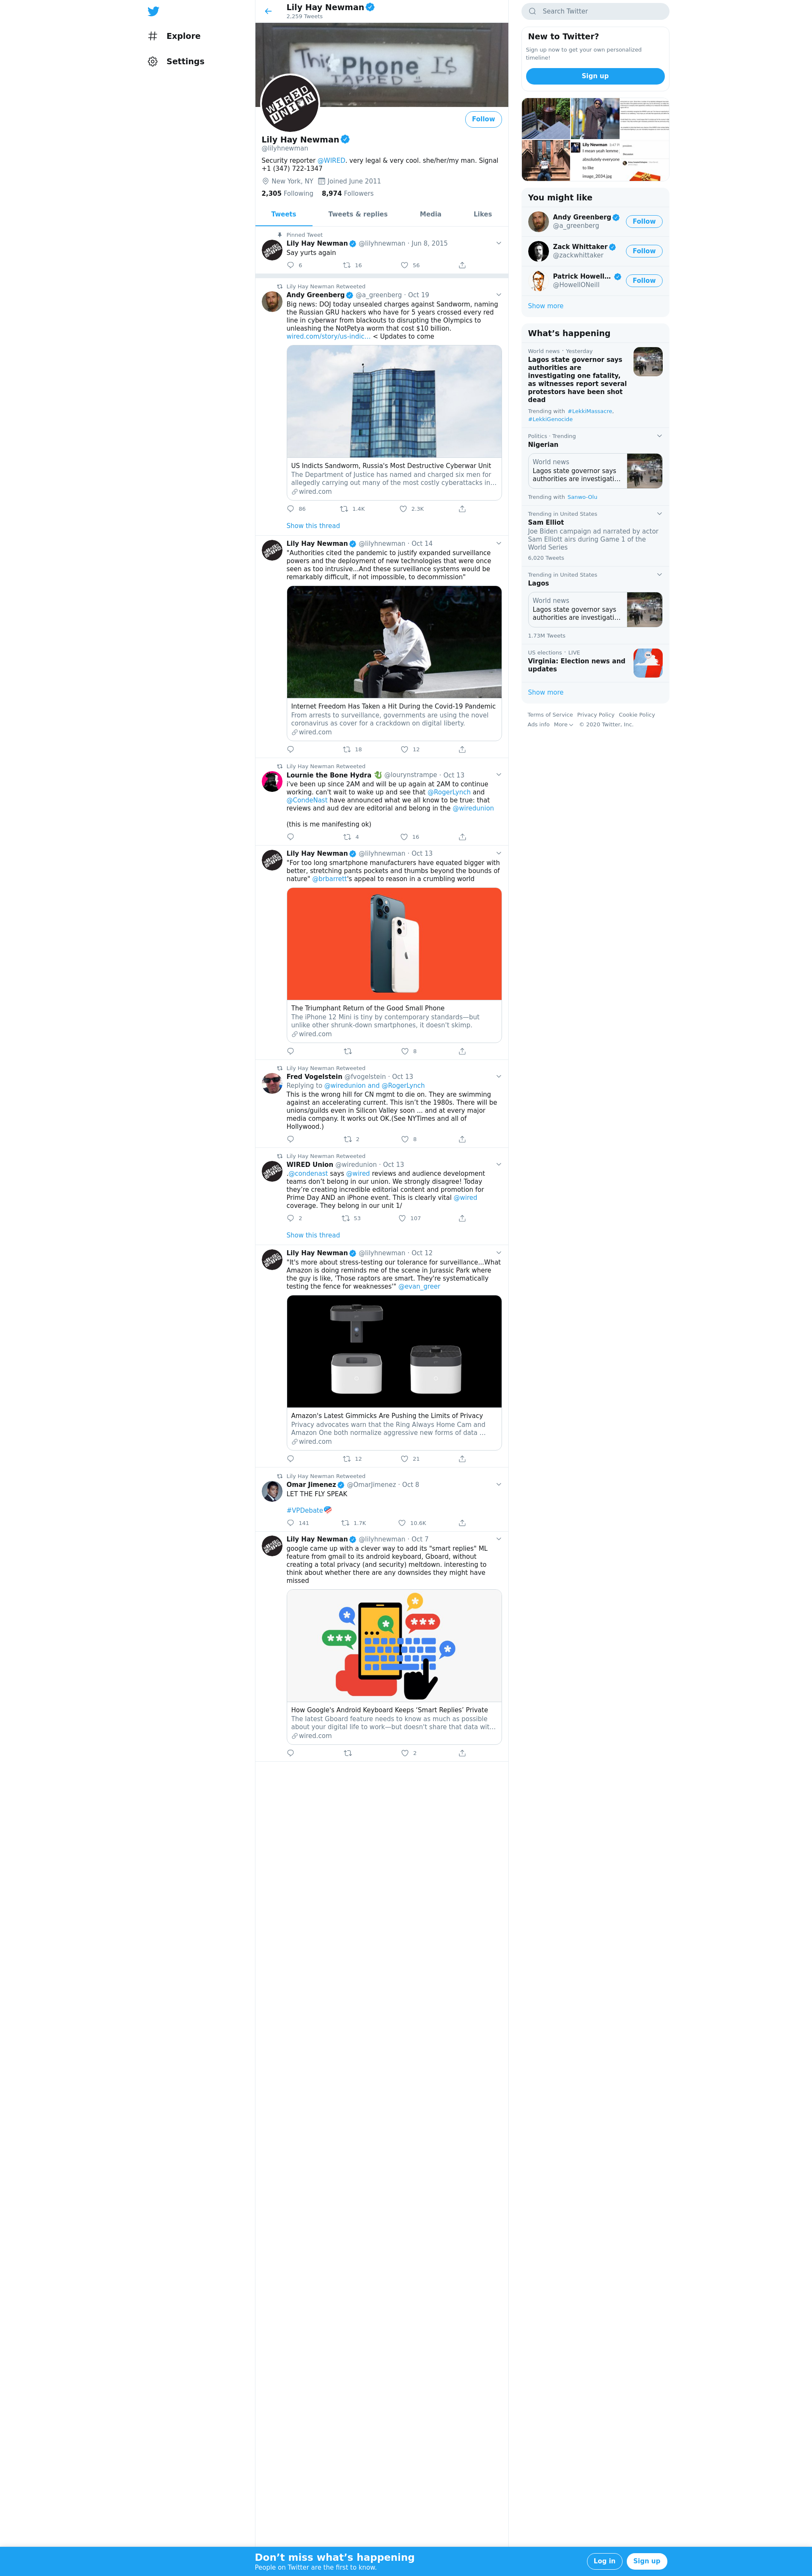 Explore
Settings
Lily Hay Newman
2,259 Tweets
This Phone Is
TAPPED
WIRED
UNION
Follow
Lily Hay Newman
@lilyhnewman
Security reporter @WIRED. very legal & very cool. she/her/my man. Signal
+1 (347) 722-1347
New York, NY Joined June 2011
2,305 Following 8,974 Followers
Tweets Tweets & replies Media Likes
Pinned Tweet
Lily Hay Newman @lilyhnewman · Jun 8, 2015
Say yurts again
6 16 56
Lily Hay Newman Retweeted
Andy Greenberg @a_greenberg · Oct 19
Big news: DOJ today unsealed charges against Sandworm, naming
the Russian GRU hackers who have for 5 years crossed every red
line in cyberwar from blackouts to disrupting the Olympics to
unleashing the NotPetya worm that cost $10 billion.
wired.com/story/us-indic… < Updates to come
US Indicts Sandworm, Russia's Most Destructive Cyberwar Unit
The Department of Justice has named and charged six men for
allegedly carrying out many of the most costly cyberattacks in…
wired.com
86 1.4K 2.3K
Show this thread
Lily Hay Newman @lilyhnewman · Oct 14
"Authorities cited the pandemic to justify expanded surveillance
powers and the deployment of new technologies that were once
seen as too intrusive...And these surveillance systems would be
remarkably difficult, if not impossible, to decommission"
Internet Freedom Has Taken a Hit During the Covid-19 Pandemic
From arrests to surveillance, governments are using the novel
coronavirus as cover for a crackdown on digital liberty.
wired.com
18 12
Lily Hay Newman Retweeted
Lournie the Bone Hydra @lourynstrampe · Oct 13
i've been up since 2AM and will be up again at 2AM to continue
working. can't wait to wake up and see that @RogerLynch and
@CondeNast have announced what we all know to be true: that
reviews and aud dev are editorial and belong in the @wiredunion
(this is me manifesting ok)
4 16
Lily Hay Newman @lilyhnewman · Oct 13
"For too long smartphone manufacturers have equated bigger with
better, stretching pants pockets and thumbs beyond the bounds of
nature" @brbarrett's appeal to reason in a crumbling world
The Triumphant Return of the Good Small Phone
The iPhone 12 Mini is tiny by contemporary standards—but
unlike other shrunk-down smartphones, it doesn't skimp.
wired.com
8
Lily Hay Newman Retweeted
Fred Vogelstein @fvogelstein · Oct 13
Replying to @wiredunion and @RogerLynch
This is the wrong hill for CN mgmt to die on. They are swimming
against an accelerating current. This isn't the 1980s. There will be
unions/guilds even in Silicon Valley soon ... and at every major
media company. It works out OK.(See NYTimes and all of
Hollywood.)
2 8
Lily Hay Newman Retweeted
WIRED Union @wiredunion · Oct 13
.@condenast says @wired reviews and audience development
teams don't belong in our union. We strongly disagree! Today
they're creating incredible editorial content and promotion for
Prime Day AND an iPhone event. This is clearly vital @wired
coverage. They belong in our unit 1/
2 53 107
Show this thread
Lily Hay Newman @lilyhnewman · Oct 12
"It's more about stress-testing our tolerance for surveillance...What
Amazon is doing reminds me of the scene in Jurassic Park where
the guy is like, 'Those raptors are smart. They're systematically
testing the fence for weaknesses'" @evan_greer
Amazon's Latest Gimmicks Are Pushing the Limits of Privacy
Privacy advocates warn that the Ring Always Home Cam and
Amazon One both normalize aggressive new forms of data …
wired.com
12 21
Lily Hay Newman Retweeted
Omar Jimenez @OmarJimenez · Oct 8
LET THE FLY SPEAK
#VPDebate
141 1.7K 10.6K
Lily Hay Newman @lilyhnewman · Oct 7
google came up with a clever way to add its "smart replies" ML
feature from gmail to its android keyboard, Gboard, without
creating a total privacy (and security) meltdown. interesting to
think about whether there are any downsides they might have
missed
How Google's Android Keyboard Keeps 'Smart Replies' Private
The latest Gboard feature needs to know as much as possible
about your digital life to work—but doesn't share that data wit…
wired.com
2
Search Twitter
New to Twitter?
Sign up now to get your own personalized
timeline!
Sign up
Lily Newman
I mean yeah lemme
absolutely everyone
to like
image_2034.jpg
You might like
Andy Greenberg
@a_greenberg
Follow
Zack Whittaker
@zackwhittaker
Follow
Patrick Howell…
@HowellONeill
Follow
Show more
What's happening
World news · Yesterday
Lagos state governor says
authorities are
investigating one fatality,
as witnesses report several
protestors have been shot
dead
Trending with #LekkiMassacre,
#LekkiGenocide
Politics · Trending
Nigerian
World news
Lagos state governor says
authorities are investigati…
Trending with Sanwo-Olu
Trending in United States
Sam Elliot
Joe Biden campaign ad narrated by actor
Sam Elliott airs during Game 1 of the
World Series
6,020 Tweets
Trending in United States
Lagos
World news
Lagos state governor says
authorities are investigati…
1.73M Tweets
US elections · LIVE
Virginia: Election news and
updates
Show more
Terms of Service Privacy Policy Cookie Policy
Ads info More © 2020 Twitter, Inc.
Don't miss what's happening
People on Twitter are the first to know.
Log in
Sign up